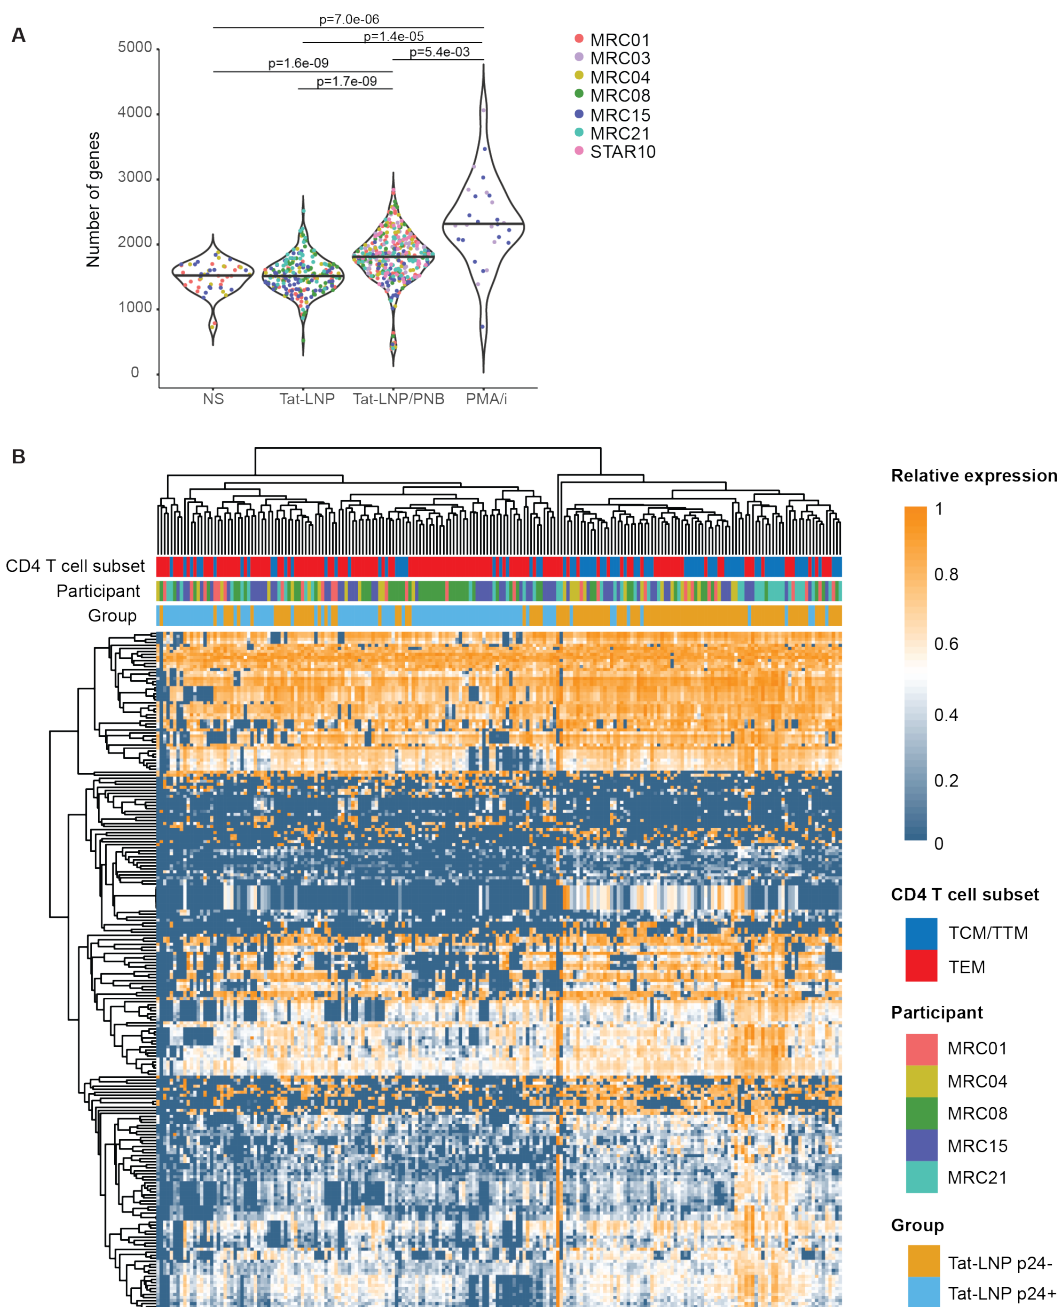 A
p=7.0e-06
p=1.4e-05
p=5.4e-03
p=1.6e-09
p=1.7e-09
5000
4000
3000
2000
1000
0
Number of genes
NS
Tat-LNP
Tat-LNP/PNB
PMA/i
MRC01
MRC03
MRC04
MRC08
MRC15
MRC21
STAR10
B
CD4 T cell subset
Participant
Group
Relative expression
1
0.8
0.6
0.4
0.2
0
CD4 T cell subset
TCM/TTM
TEM
Participant
MRC01
MRC04
MRC08
MRC15
MRC21
Group
Tat-LNP p24-
Tat-LNP p24+